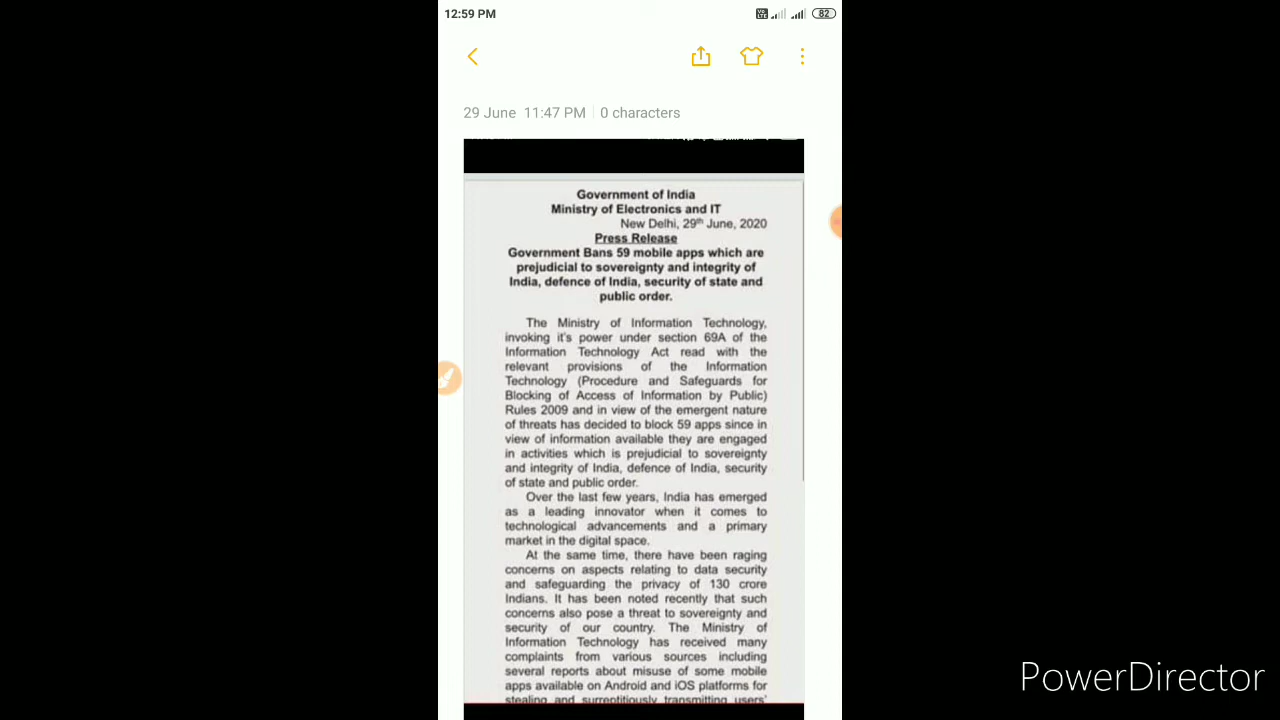 12:59 PM
Vo LTE
82
29 June 11:47 PM | 0 characters
Government of India
Ministry of Electronics and IT
New Delhi, 29th June, 2020
Press Release
Government Bans 59 mobile apps which are
prejudicial to sovereignty and integrity of
India, defence of India, security of state and
public order.
The Ministry of Information Technology,
invoking it's power under section 69A of the
Information Technology Act read with the
relevant provisions of the Information
Technology (Procedure and Safeguards for
Blocking of Access of Information by Public)
Rules 2009 and in view of the emergent nature
of threats has decided to block 59 apps since in
view of information available they are engaged
in activities which is prejudicial to sovereignty
and integrity of India, defence of India, security
of state and public order.
Over the last few years, India has emerged
as a leading innovator when it comes to
technological advancements and a primary
market in the digital space.
At the same time, there have been raging
concerns on aspects relating to data security
and safeguarding the privacy of 130 crore
Indians. It has been noted recently that such
concerns also pose a threat to sovereignty and
security of our country. The Ministry of
Information Technology has received many
complaints from various sources including
several reports about misuse of some mobile
apps available on Android and iOS platforms for
stealing and surreptitiously transmitting users'
PowerDirector